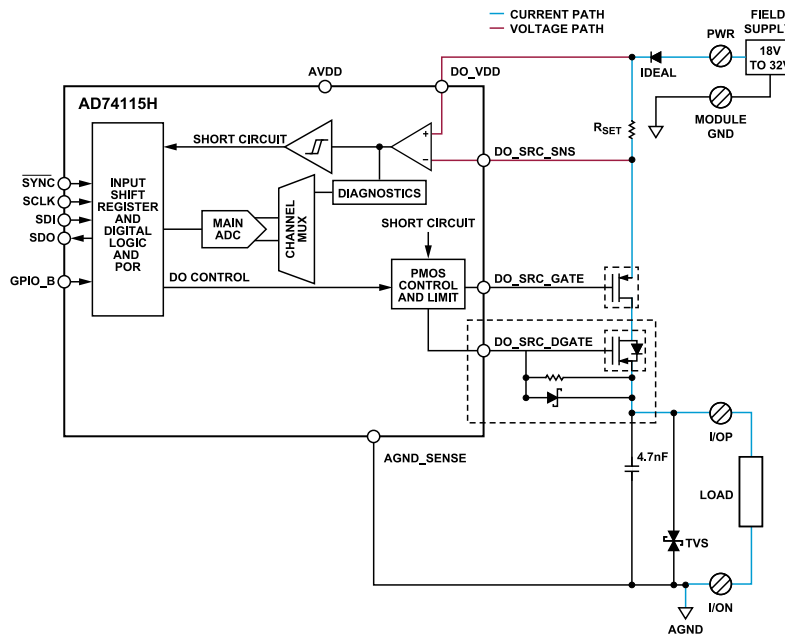 CURRENT PATH
VOLTAGE PATH
FIELD
SUPPLY
PWR
18V
TO 32V
IDEAL
MODULE
GND
AVDD
DO_VDD
AD74115H
SHORT CIRCUIT
RSET
+
–
DO_SRC_SNS
DIAGNOSTICS
SYNC
SCLK
SDI
SDO
GPIO_B
INPUT
SHIFT
REGISTER
AND
DIGITAL
LOGIC
AND
POR
MAIN
ADC
CHANNEL
MUX
SHORT CIRCUIT
DO CONTROL
PMOS
CONTROL
AND LIMIT
DO_SRC_GATE
DO_SRC_DGATE
AGND_SENSE
4.7nF
I/OP
LOAD
TVS
I/ON
AGND